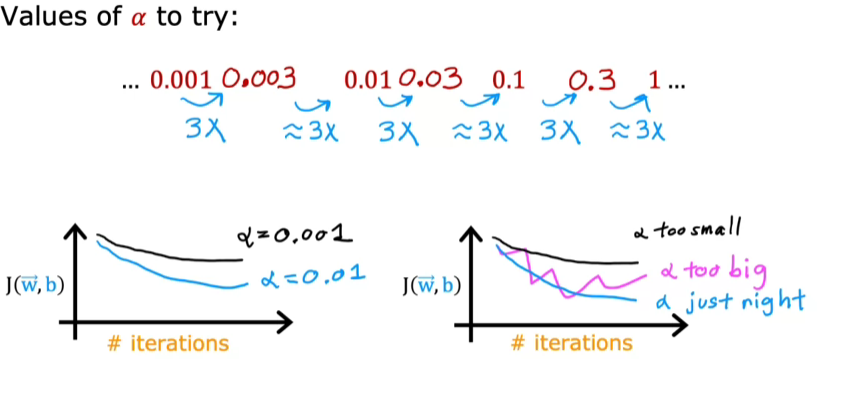 Values of α to try:
... 0.001 0.003 0.01 0.03 0.1 0.3 1 ...
3X ≈3X 3X ≈3X 3X ≈3X
α=0.001
α=0.01
J(w⃗,b)
# iterations
α too small
α too big
α just right
J(w⃗,b)
# iterations